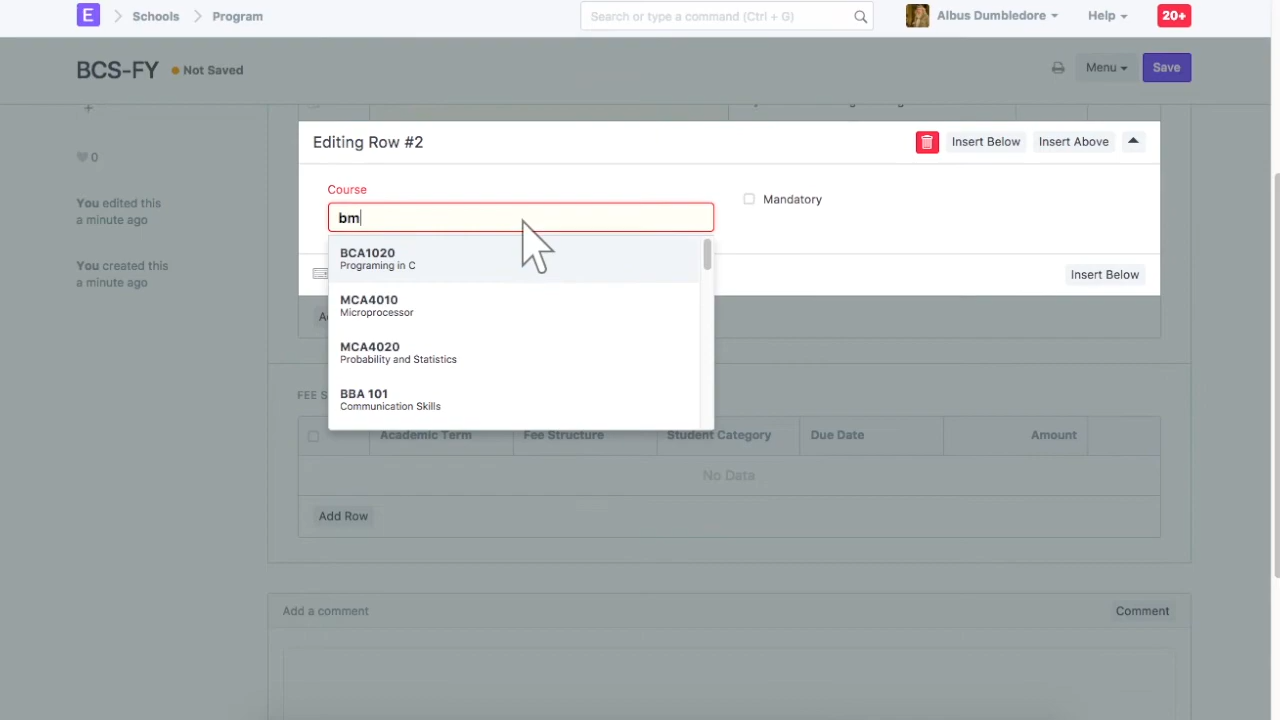 E
Schools
Program
Search or type a command (Ctrl + G)
Albus Dumbledore
Help
20+
BCS-FY
Not Saved
Menu
Save
0
You edited this
a minute ago
You created this
a minute ago
Editing Row #2
Insert Below
Insert Above
Course
Mandatory
bm
BCA1020
Programing in C
MCA4010
Microprocessor
MCA4020
Probability and Statistics
BBA 101
Communication Skills
Insert Below
Academic Term
Fee Structure
Student Category
Due Date
Amount
No Data
Add Row
Add a comment
Comment